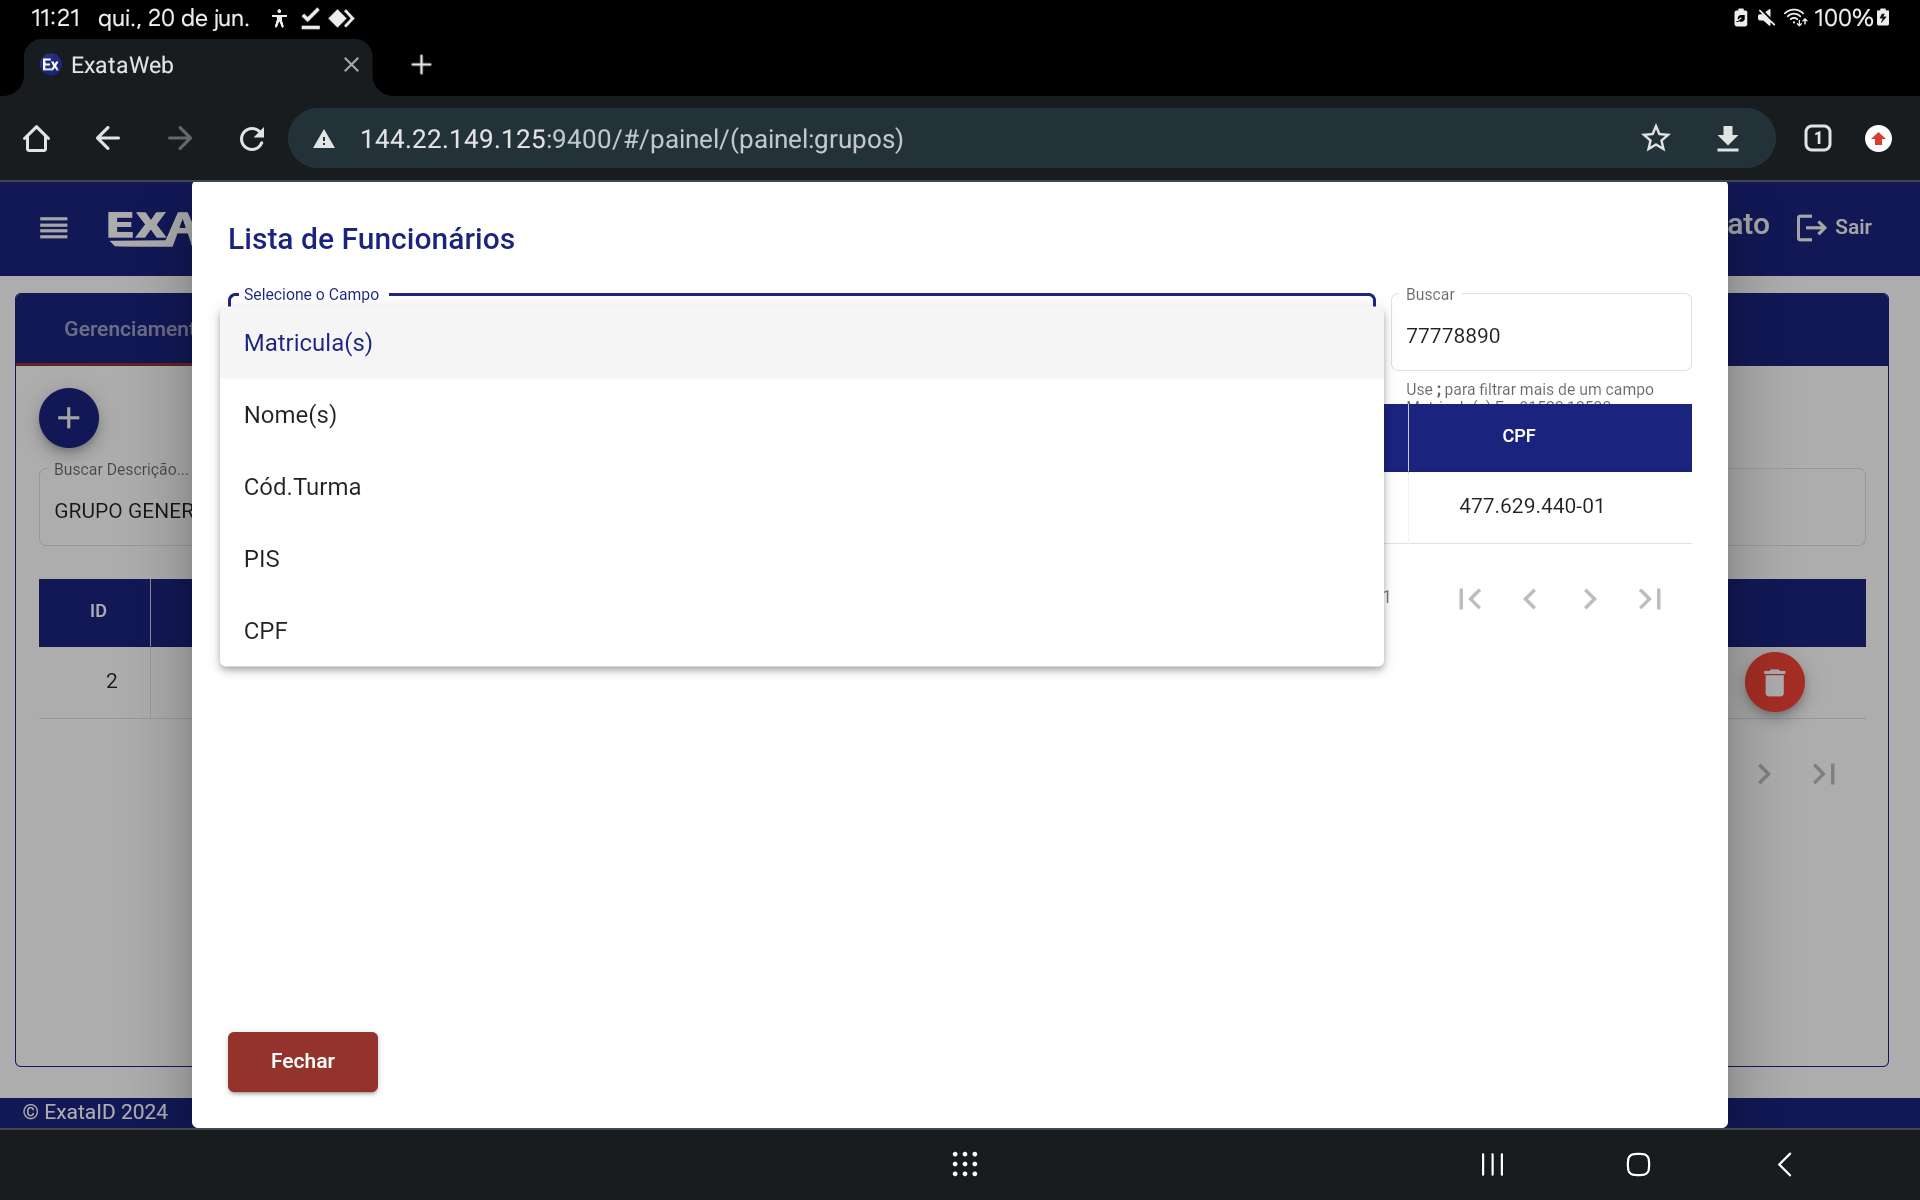 11:21 qui., 20 de jun. 100%
Ex ExataWeb
144.22.149.125:9400/#/painel/(painel:grupos) 1
EXA ato Sair
Lista de Funcionários
Selecione o Campo Buscar
Gerenciament Matricula(s) 77778890
Use ; para filtrar mais de um campo
Nome(s) CPF
Buscar Descrição...
Cód.Turma 477.629.440-01
GRUPO GENER
PIS
1
ID CPF
2
Fechar
© ExataID 2024